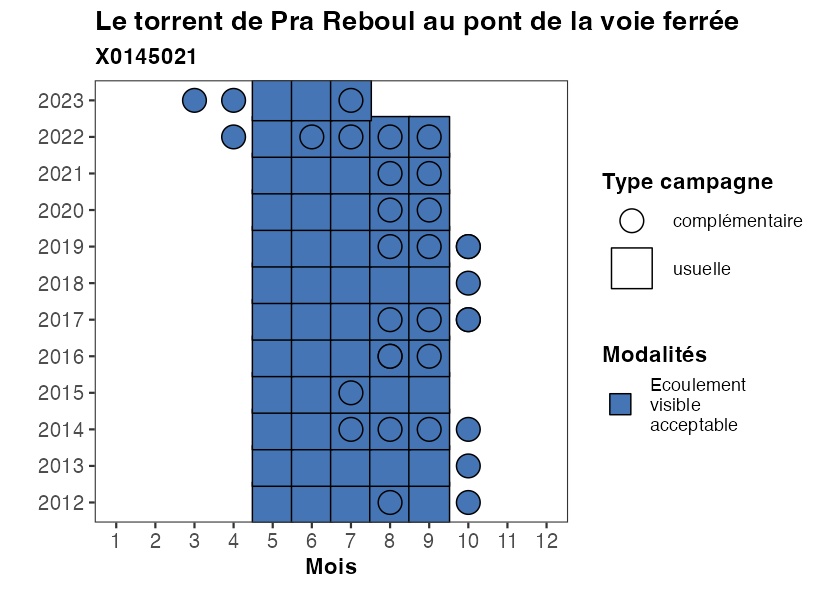 Le torrent de Pra Reboul au pont de la voie ferrée
X0145021
2023
2022
2021
2020
2019
2018
2017
2016
2015
2014
2013
2012
1 2 3 4 5 6 7 8 9 10 11 12
Mois
Type campagne
complémentaire
usuelle
Modalités
Ecoulement
visible
acceptable